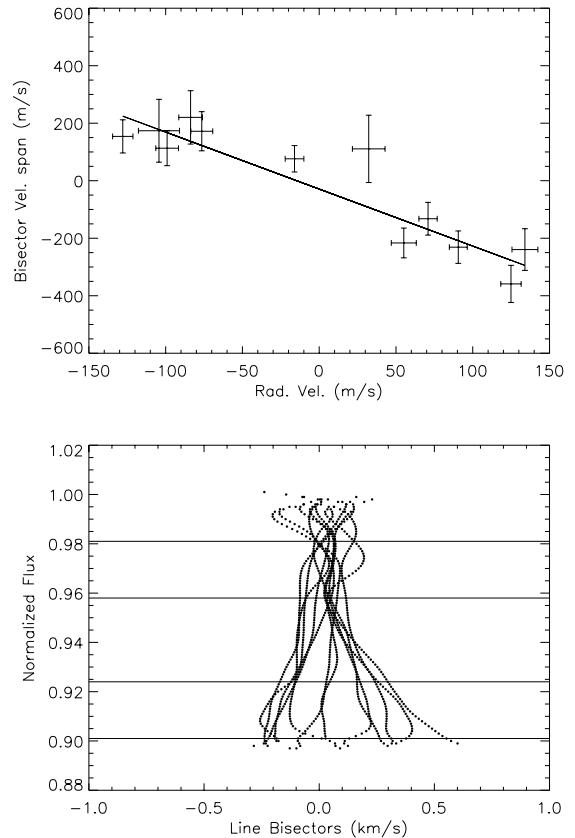 600
400
200
0
−200
−400
−600
Bisector Vel. span (m/s)
−150 −100 −50 0 50 100 150
Rad. Vel. (m/s)
1.02
1.00
0.98
0.96
0.94
0.92
0.90
0.88
Normalized Flux
−1.0 −0.5 0.0 0.5 1.0
Line Bisectors (km/s)